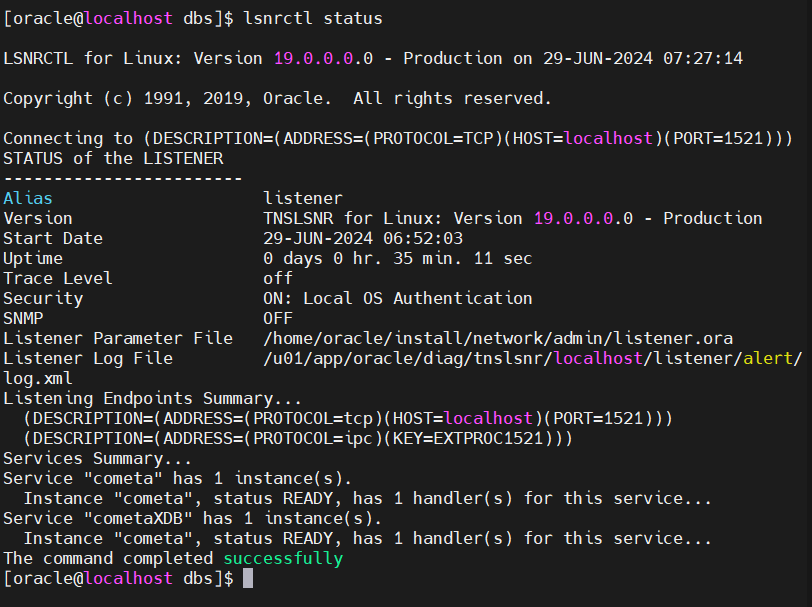 [oracle@localhost dbs]$ lsnrctl status
LSNRCTL for Linux: Version 19.0.0.0.0 - Production on 29-JUN-2024 07:27:14
Copyright (c) 1991, 2019, Oracle.  All rights reserved.
Connecting to (DESCRIPTION=(ADDRESS=(PROTOCOL=TCP)(HOST=localhost)(PORT=1521)))
STATUS of the LISTENER
------------------------
Alias                     listener
Version                   TNSLSNR for Linux: Version 19.0.0.0.0 - Production
Start Date                29-JUN-2024 06:52:03
Uptime                    0 days 0 hr. 35 min. 11 sec
Trace Level               off
Security                  ON: Local OS Authentication
SNMP                      OFF
Listener Parameter File   /home/oracle/install/network/admin/listener.ora
Listener Log File         /u01/app/oracle/diag/tnslsnr/localhost/listener/alert/
log.xml
Listening Endpoints Summary...
  (DESCRIPTION=(ADDRESS=(PROTOCOL=tcp)(HOST=localhost)(PORT=1521)))
  (DESCRIPTION=(ADDRESS=(PROTOCOL=ipc)(KEY=EXTPROC1521)))
Services Summary...
Service "cometa" has 1 instance(s).
  Instance "cometa", status READY, has 1 handler(s) for this service...
Service "cometaXDB" has 1 instance(s).
  Instance "cometa", status READY, has 1 handler(s) for this service...
The command completed successfully
[oracle@localhost dbs]$